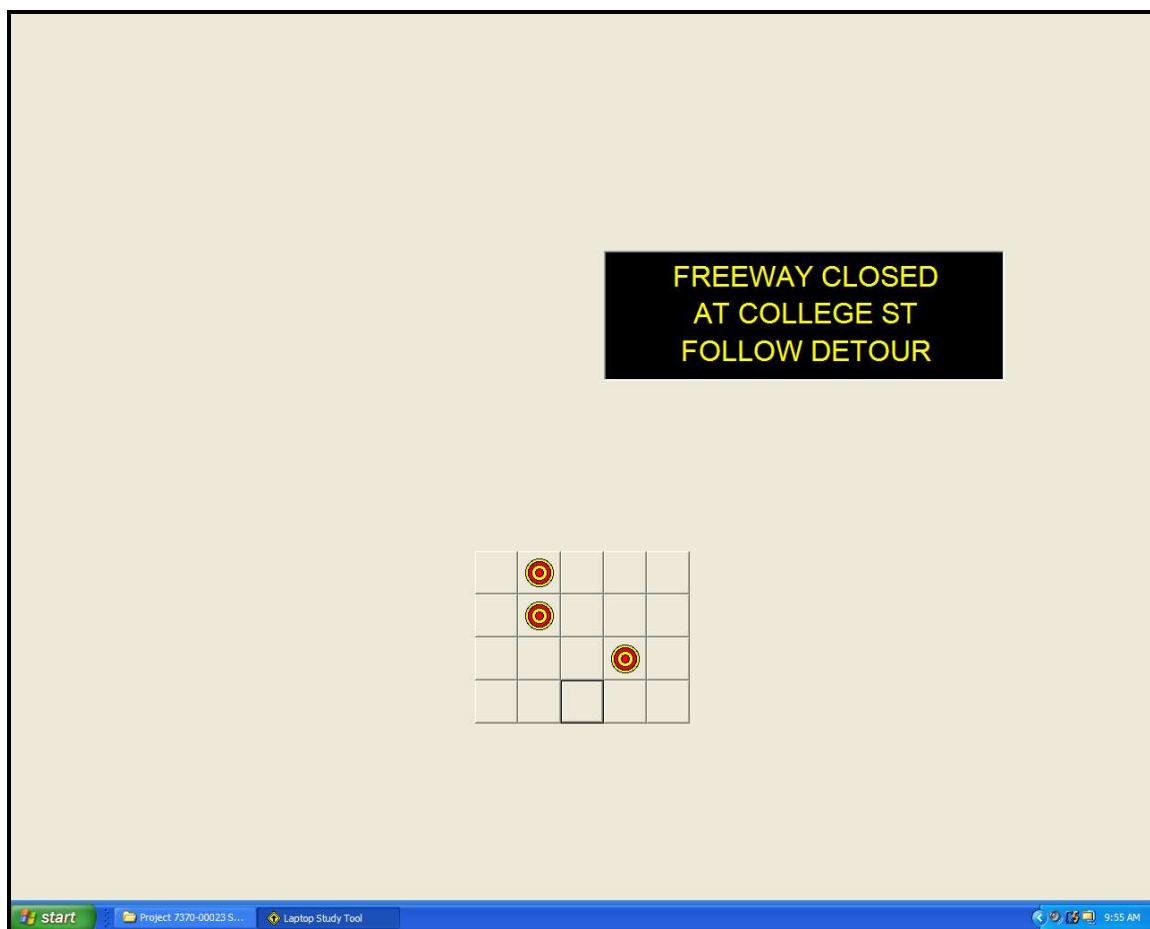 FREEWAY CLOSED
AT COLLEGE ST
FOLLOW DETOUR
start
Project 7370-00023 S...
Laptop Study Tool
9:55 AM